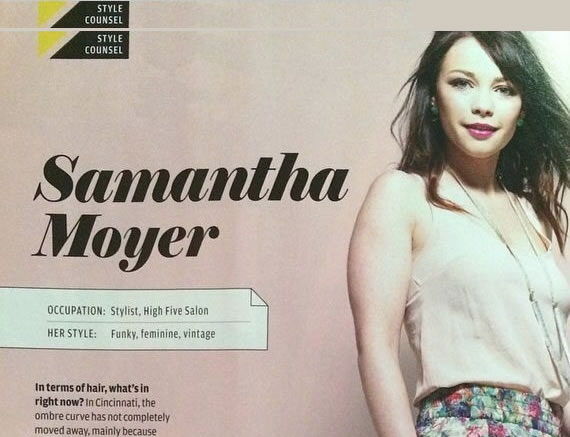 STYLE
COUNSEL
STYLE
COUNSEL
Samantha
Moyer
OCCUPATION: Stylist, High Five Salon
HER STYLE: Funky, feminine, vintage
In terms of hair, what's in
right now? In Cincinnati, the
ombre curve has not completely
moved away, mainly because